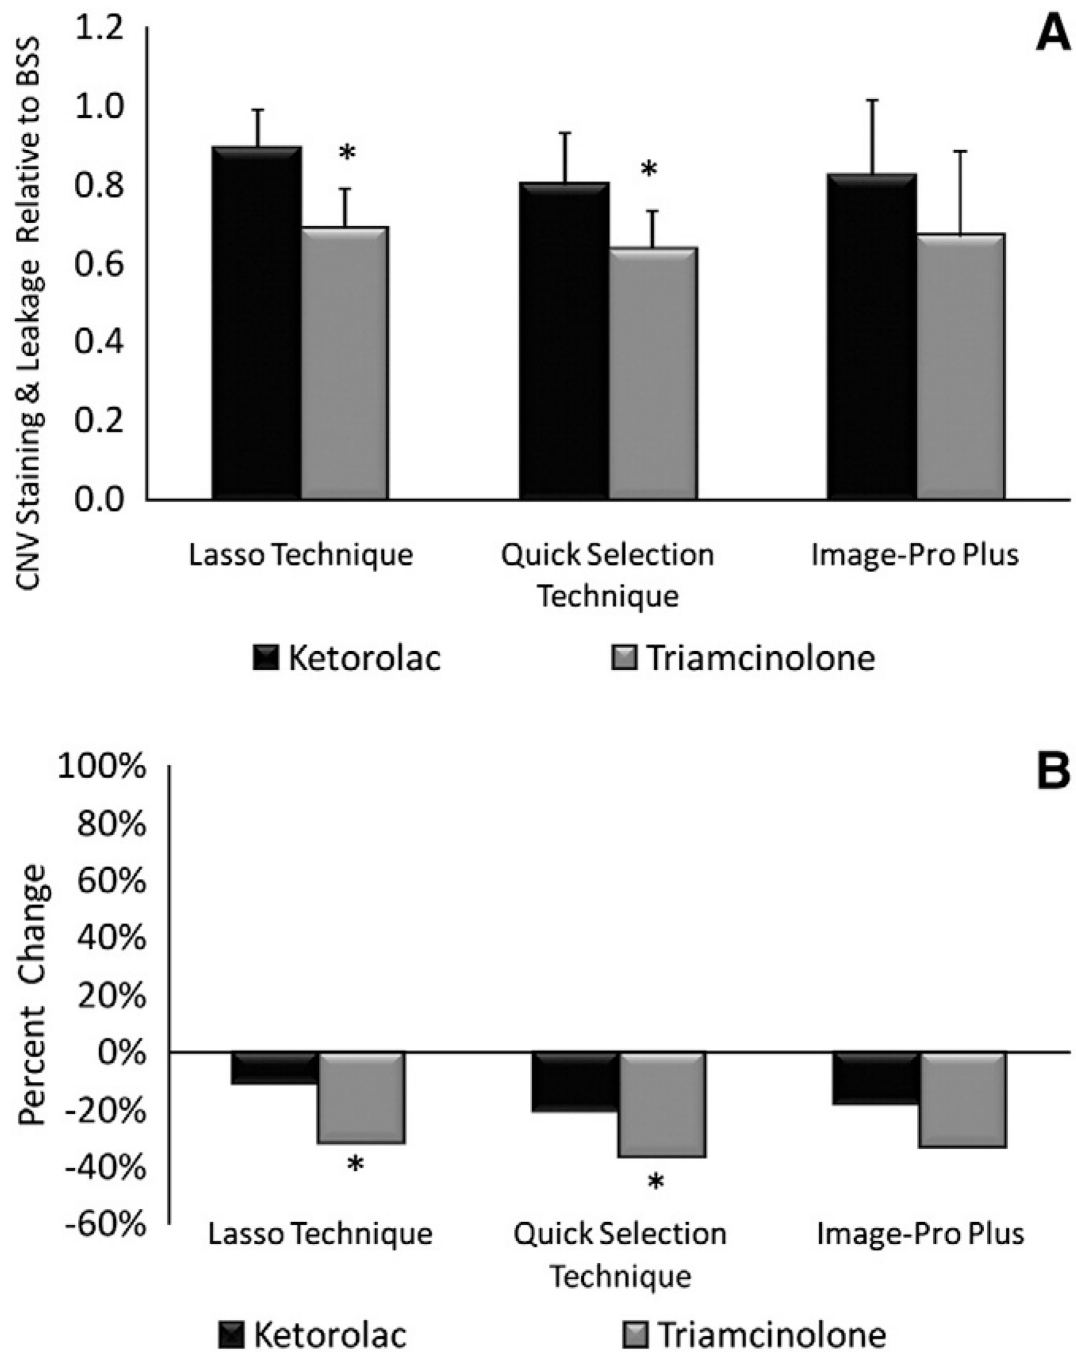 A
CNV Staining & Leakage Relative to BSS
1.2
1.0
0.8
0.6
0.4
0.2
0.0
*
*
Lasso Technique
Quick Selection
Technique
Image-Pro Plus
Ketorolac
Triamcinolone
B
Percent Change
100%
80%
60%
40%
20%
0%
-20%
-40%
-60%
*
*
Lasso Technique
Quick Selection
Technique
Image-Pro Plus
Ketorolac
Triamcinolone